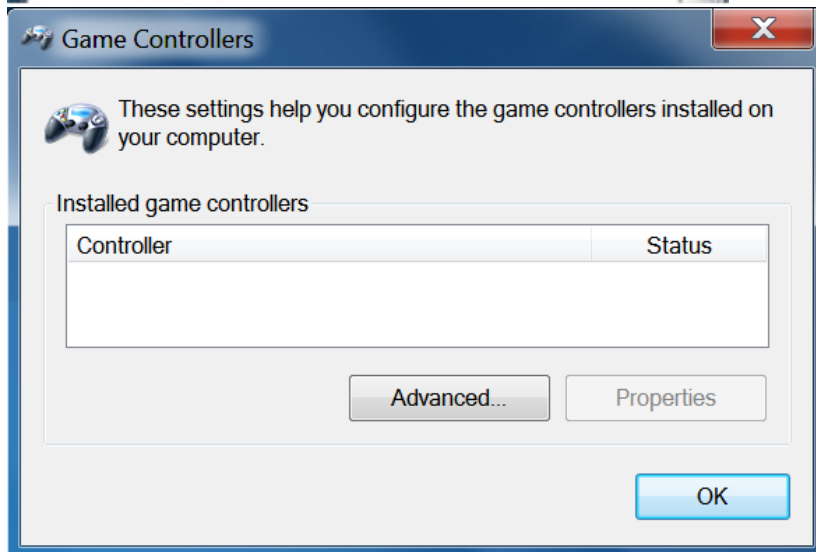 Game Controllers
These settings help you configure the game controllers installed on
your computer.
Installed game controllers
Controller Status
Advanced... Properties
OK